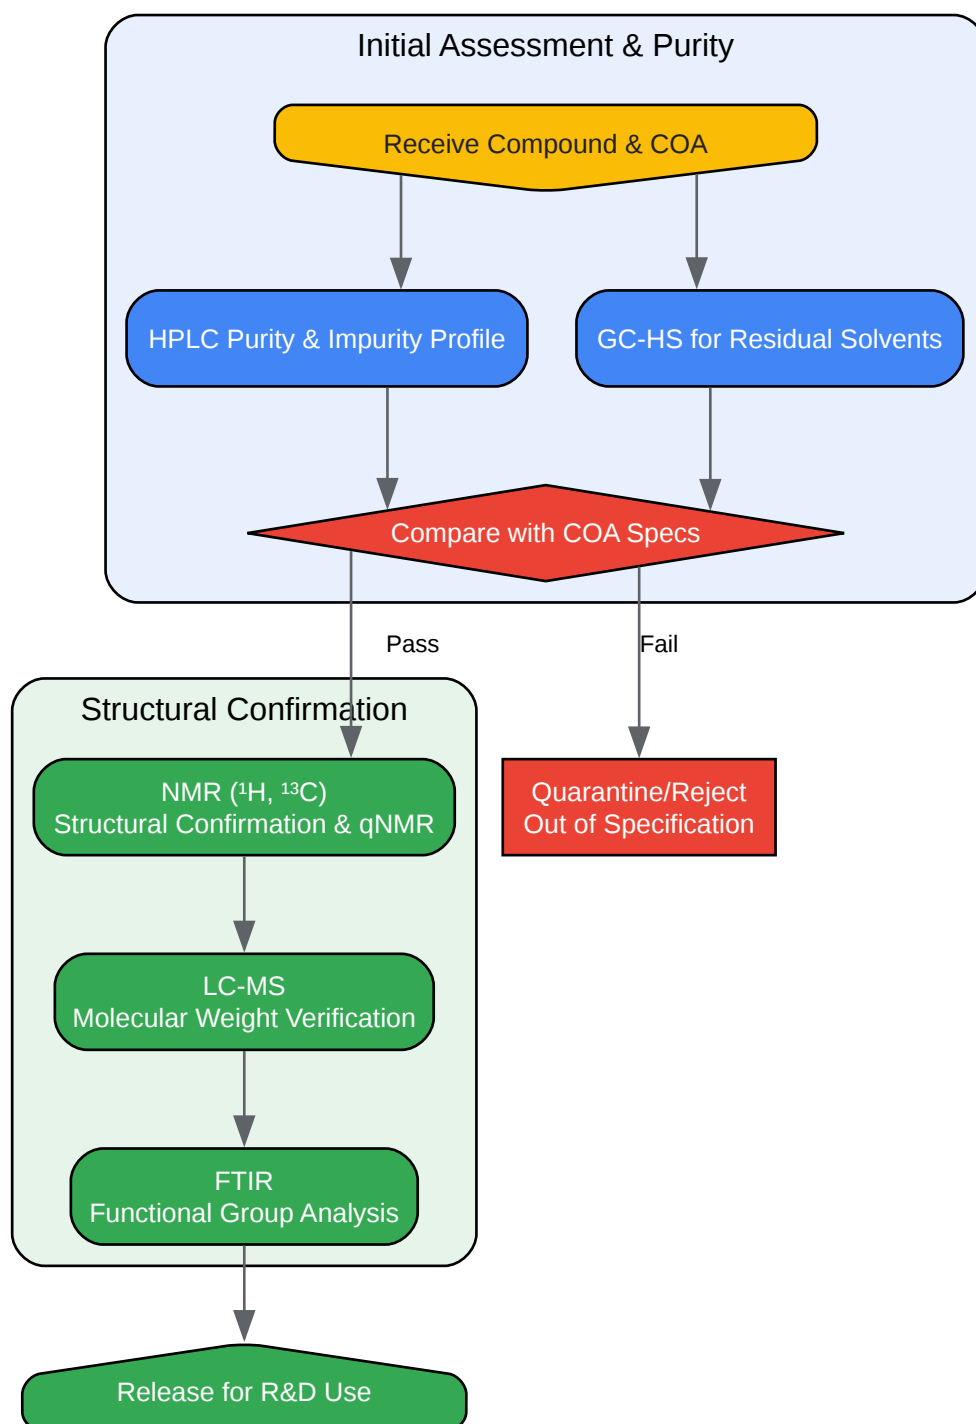 Initial Assessment & Purity
Receive Compound & COA
HPLC Purity & Impurity Profile
GC-HS for Residual Solvents
Compare with COA Specs
Pass
Fail
Structural Confirmation
NMR (¹H, ¹³C)
Structural Confirmation & qNMR
Quarantine/Reject
Out of Specification
LC-MS
Molecular Weight Verification
FTIR
Functional Group Analysis
Release for R&D Use